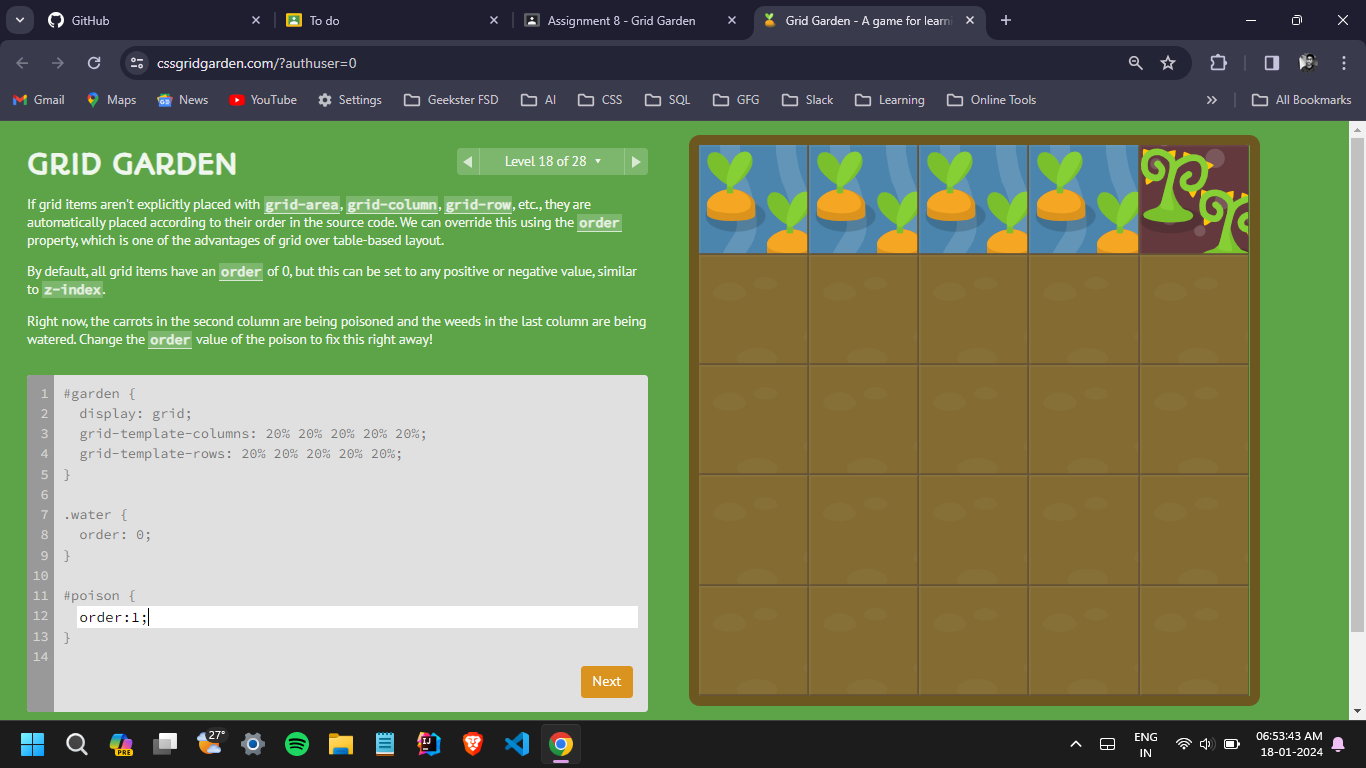 GitHub
To do
Assignment 8 - Grid Garden
Grid Garden - A game for learni
cssgridgarden.com/?authuser=0
Gmail
Maps
News
YouTube
Settings
Geekster FSD
AI
CSS
SQL
GFG
Slack
Learning
Online Tools
»
All Bookmarks
GRID GARDEN
Level 18 of 28
If grid items aren't explicitly placed with grid-area, grid-column, grid-row, etc., they are
automatically placed according to their order in the source code. We can override this using the order
property, which is one of the advantages of grid over table-based layout.
By default, all grid items have an order of 0, but this can be set to any positive or negative value, similar
to z-index.
Right now, the carrots in the second column are being poisoned and the weeds in the last column are being
watered. Change the order value of the poison to fix this right away!
1 #garden {
2 display: grid;
3 grid-template-columns: 20% 20% 20% 20% 20%;
4 grid-template-rows: 20% 20% 20% 20% 20%;
5 }
6
7 .water {
8 order: 0;
9 }
10
11 #poison {
12 order:1;
13 }
14
Next
PRE
27°
ENG
IN
06:53:43 AM
18-01-2024